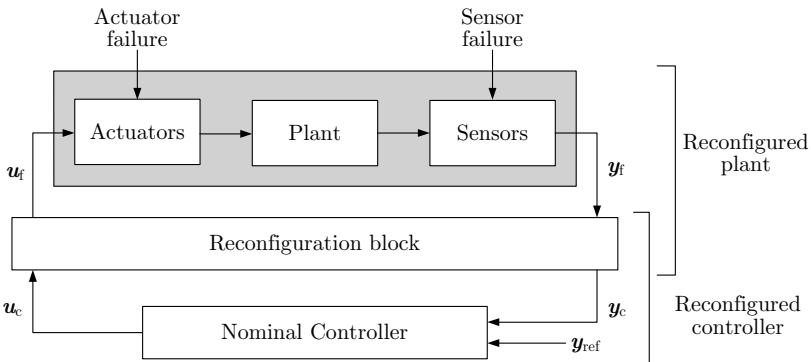 Actuator
failure
Sensor
failure
Actuators
Plant
Sensors
Reconfigured
plant
u_f
y_f
Reconfiguration block
u_c
y_c
Reconfigured
controller
Nominal Controller
y_ref